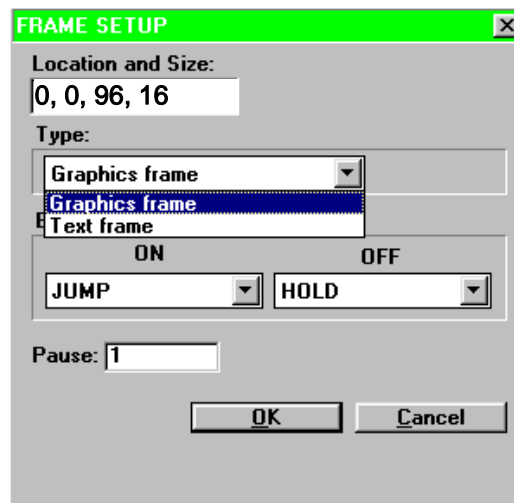 FRAME SETUP
Location and Size:
0, 0, 96, 16
Type:
Graphics frame
Graphics frame
Text frame
ON OFF
JUMP HOLD
Pause: 1
OK Cancel